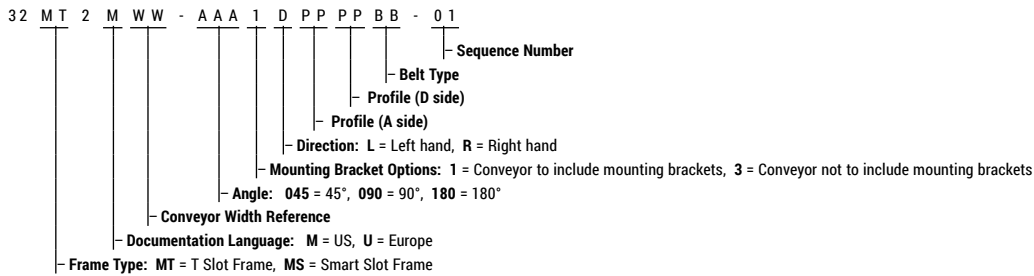 32 MT 2 M WW - AAA 1 D PP PP BB - 01
Sequence Number
Belt Type
Profile (D side)
Profile (A side)
Direction: L = Left hand, R = Right hand
Mounting Bracket Options: 1 = Conveyor to include mounting brackets, 3 = Conveyor not to include mounting brackets
Angle: 045 = 45°, 090 = 90°, 180 = 180°
Conveyor Width Reference
Documentation Language: M = US, U = Europe
Frame Type: MT = T Slot Frame, MS = Smart Slot Frame